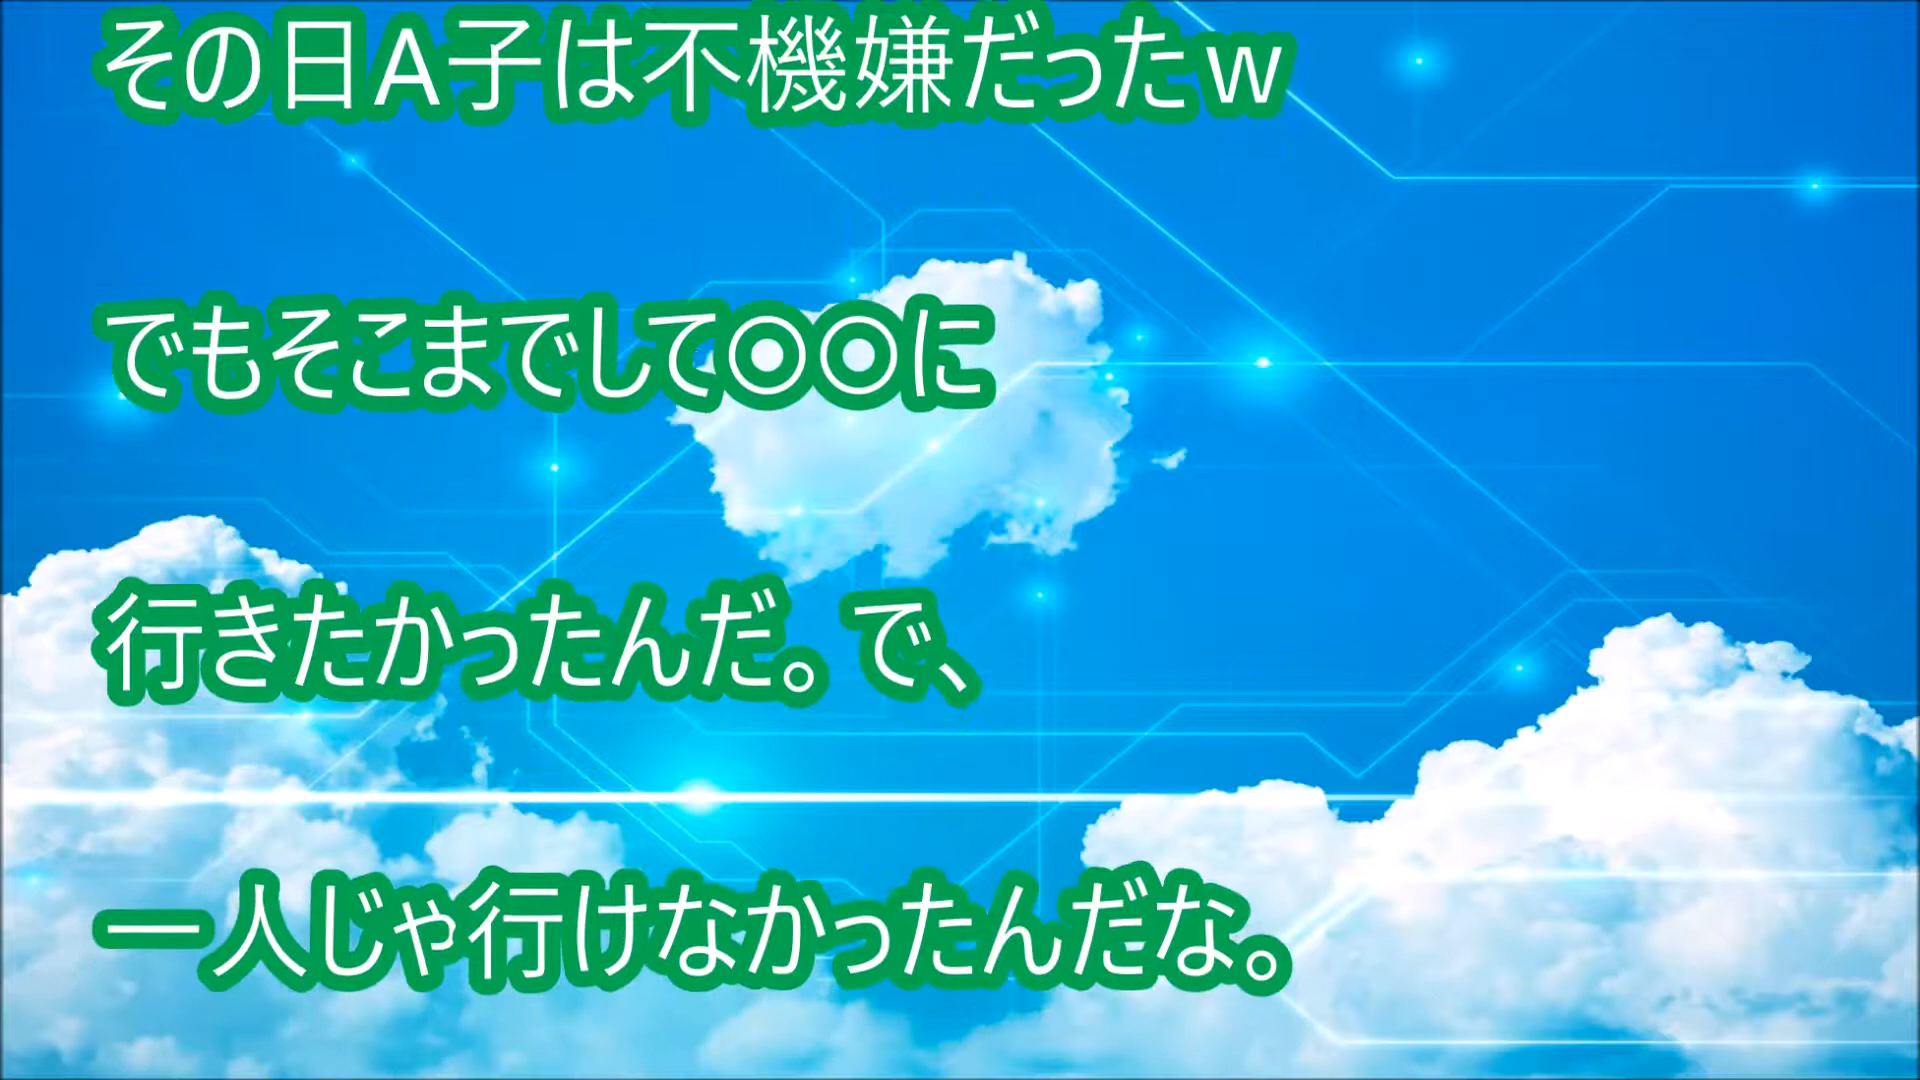 その日A子は不機嫌だったｗ
でもそこまでして〇〇に
行きたかったんだ。で、
一人じゃ行けなかったんだな。